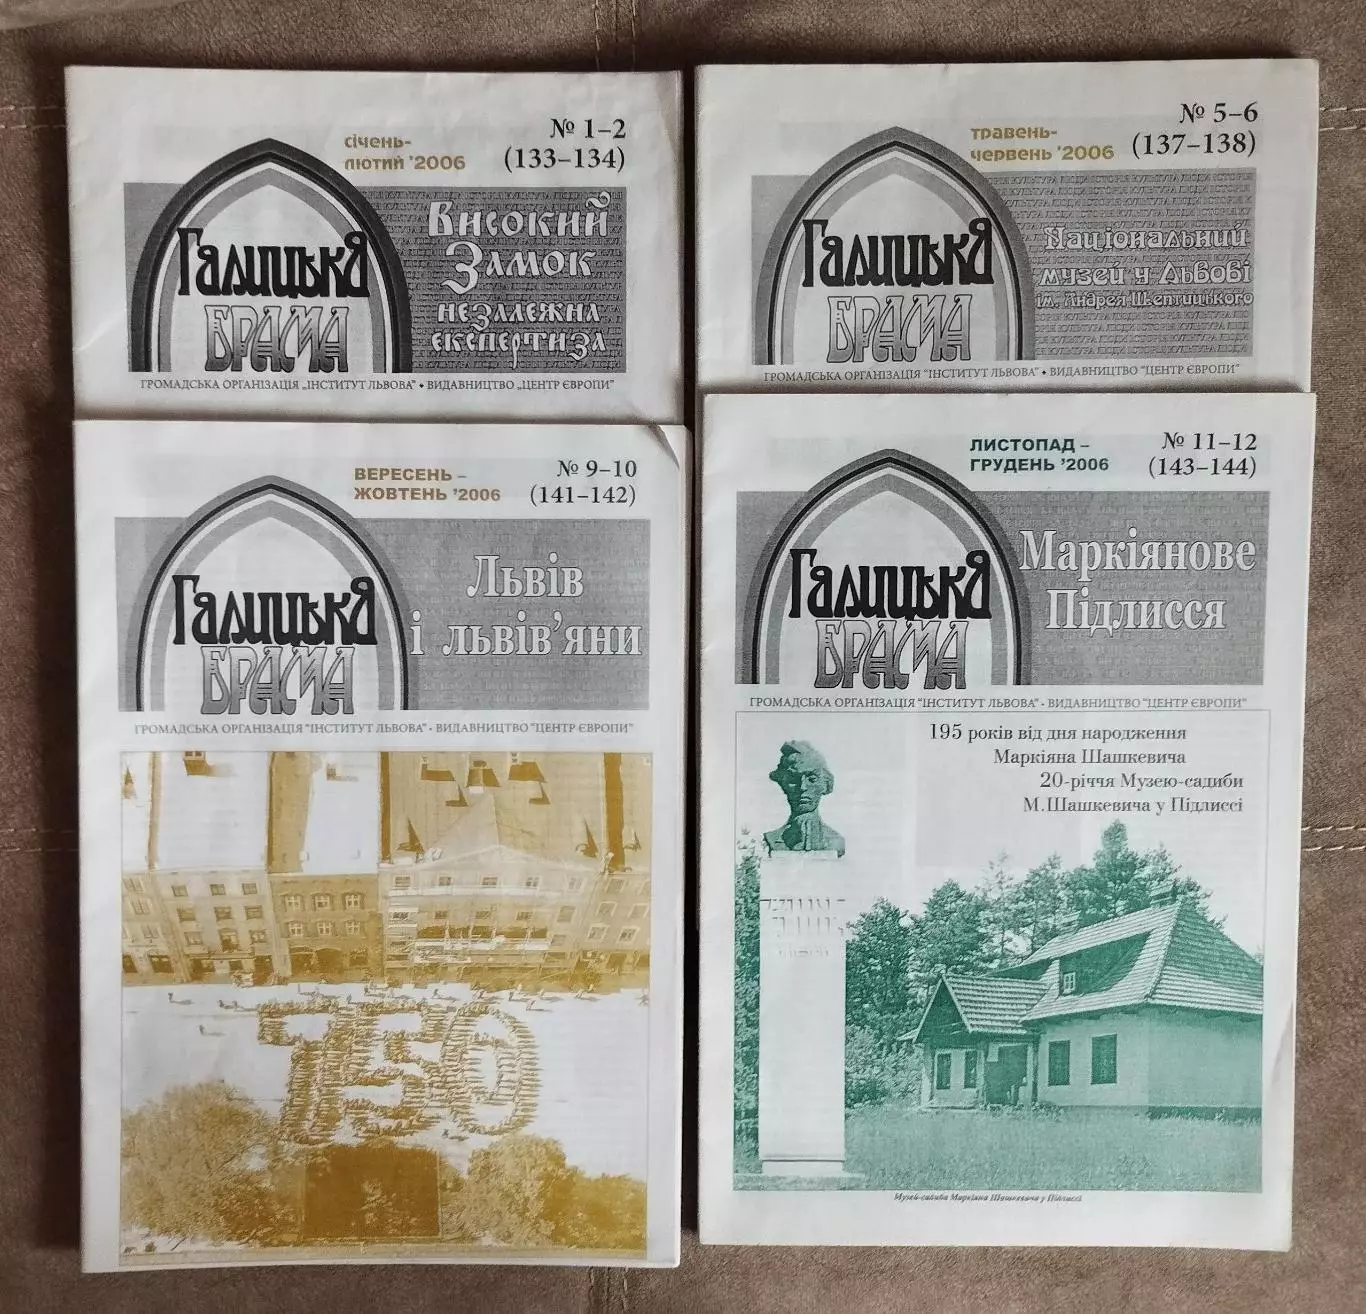 січень-
лютий '2006
№ 1–2
(133–134)
Галицька
БРАМА
Високий
Замок
незалежна
експертиза
ГРОМАДСЬКА ОРГАНІЗАЦІЯ „ІНСТИТУТ ЛЬВОВА" • ВИДАВНИЦТВО „ЦЕНТР ЄВРОПИ"
травень-
червень '2006
№ 5–6
(137–138)
Галицька
БРАМА
Національний
музей у Львові
ім. Андрея Шептицького
ГРОМАДСЬКА ОРГАНІЗАЦІЯ "ІНСТИТУТ ЛЬВОВА" • ВИДАВНИЦТВО "ЦЕНТР ЄВРОПИ"
ВЕРЕСЕНЬ –
ЖОВТЕНЬ '2006
№ 9–10
(141–142)
Галицька
БРАМА
Львів
і львів'яни
ГРОМАДСЬКА ОРГАНІЗАЦІЯ "ІНСТИТУТ ЛЬВОВА" • ВИДАВНИЦТВО "ЦЕНТР ЄВРОПИ"
750
ЛИСТОПАД –
ГРУДЕНЬ '2006
№ 11–12
(143–144)
Галицька
БРАМА
Маркіянове
Підлисся
ГРОМАДСЬКА ОРГАНІЗАЦІЯ "ІНСТИТУТ ЛЬВОВА" • ВИДАВНИЦТВО "ЦЕНТР ЄВРОПИ"
195 років від дня народження
Маркіяна Шашкевича
20-річчя Музею-садиби
М.Шашкевича у Підлиссі
Музей-садиба Маркіяна Шашкевича у Підлиссі